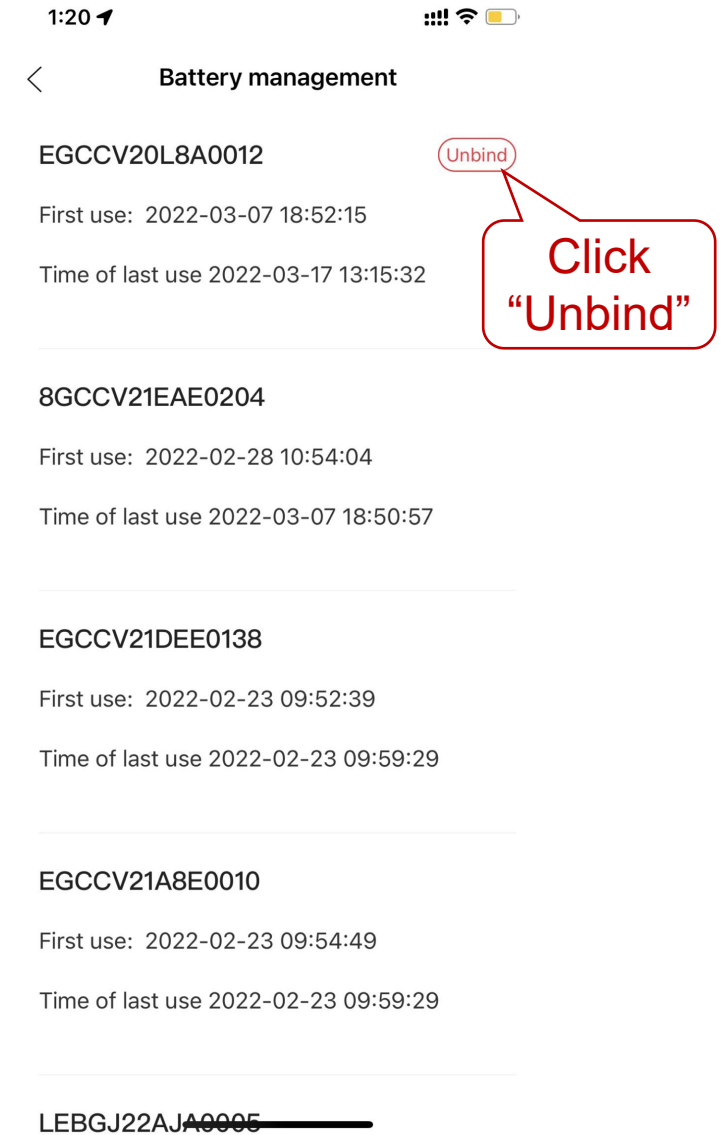 1:20
Battery management
EGCCV20L8A0012
Unbind
First use: 2022-03-07 18:52:15
Time of last use 2022-03-17 13:15:32
Click
“Unbind”
8GCCV21EAE0204
First use: 2022-02-28 10:54:04
Time of last use 2022-03-07 18:50:57
EGCCV21DEE0138
First use: 2022-02-23 09:52:39
Time of last use 2022-02-23 09:59:29
EGCCV21A8E0010
First use: 2022-02-23 09:54:49
Time of last use 2022-02-23 09:59:29
LEBGJ22AJA0005